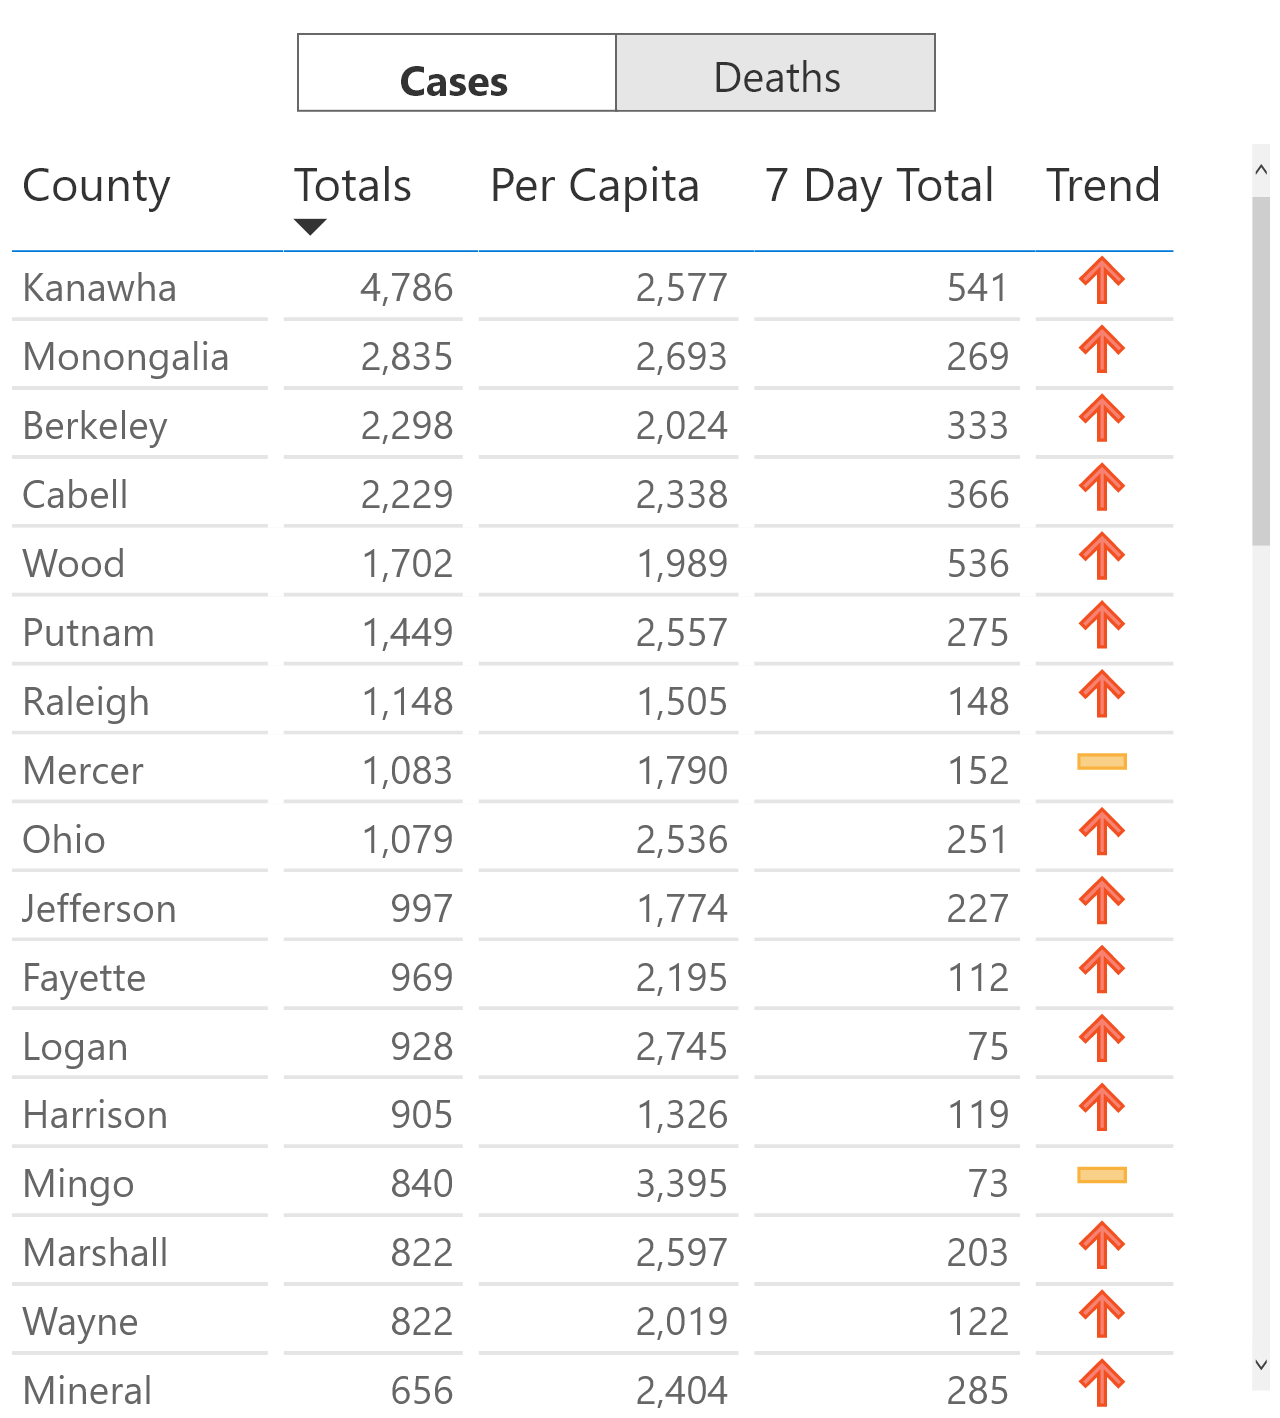 Cases Deaths
County Totals Per Capita 7 Day Total Trend
Kanawha 4,786 2,577 541
Monongalia 2,835 2,693 269
Berkeley 2,298 2,024 333
Cabell 2,229 2,338 366
Wood 1,702 1,989 536
Putnam 1,449 2,557 275
Raleigh 1,148 1,505 148
Mercer 1,083 1,790 152
Ohio 1,079 2,536 251
Jefferson 997 1,774 227
Fayette 969 2,195 112
Logan 928 2,745 75
Harrison 905 1,326 119
Mingo 840 3,395 73
Marshall 822 2,597 203
Wayne 822 2,019 122
Mineral 656 2,404 285